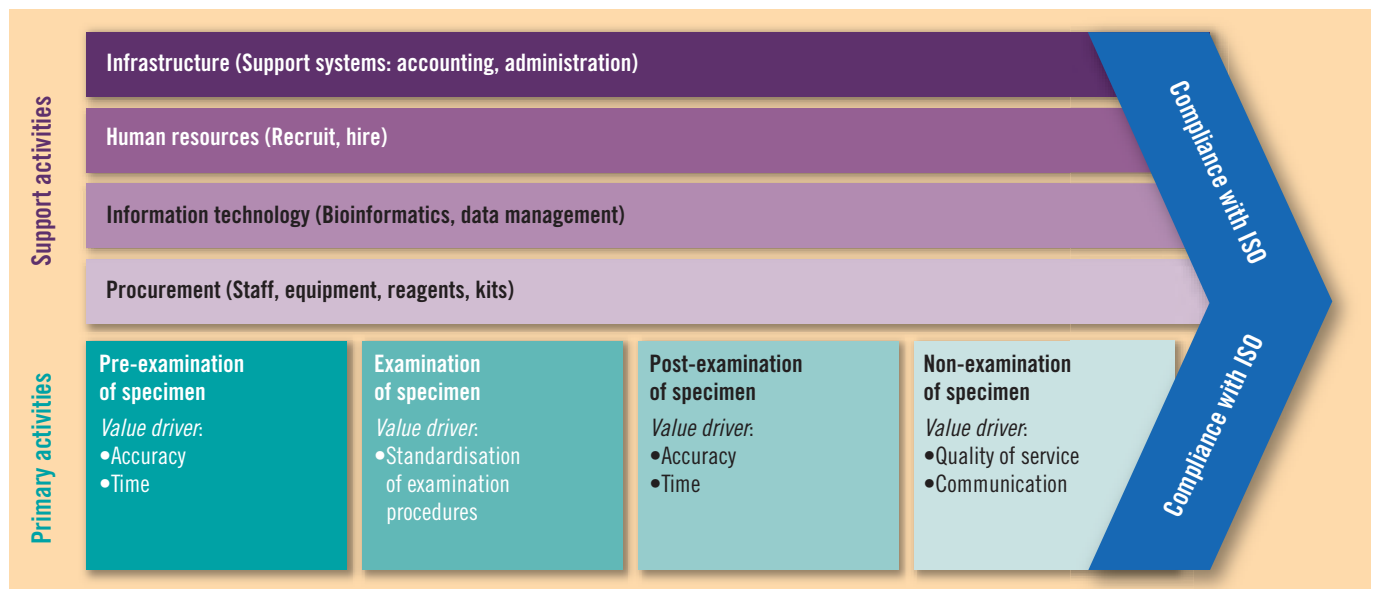 Support activities
Infrastructure (Support systems: accounting, administration)
Human resources (Recruit, hire)
Information technology (Bioinformatics, data management)
Procurement (Staff, equipment, reagents, kits)
Compliance with ISO
Primary activities
Pre-examination
of specimen
Value driver:
•Accuracy
•Time
Examination
of specimen
Value driver:
•Standardisation
of examination
procedures
Post-examination
of specimen
Value driver:
•Accuracy
•Time
Non-examination
of specimen
Value driver:
•Quality of service
•Communication
Compliance with ISO